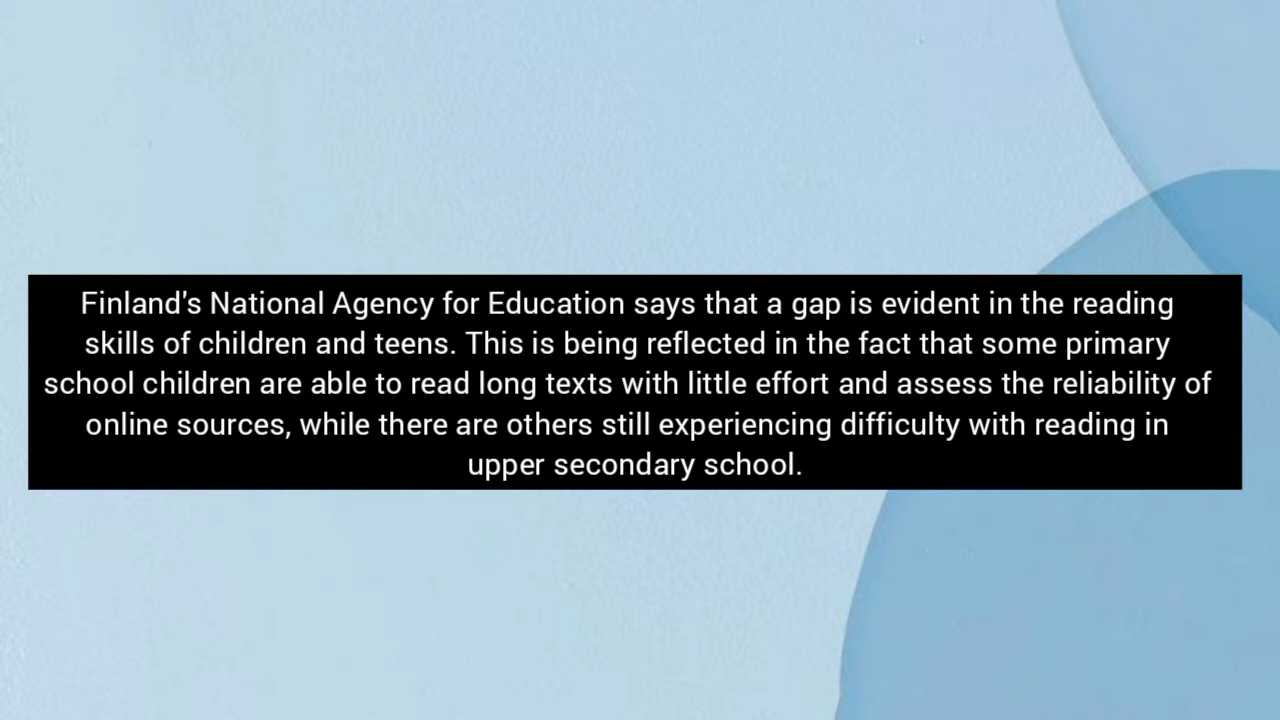 Finland's National Agency for Education says that a gap is evident in the reading
skills of children and teens. This is being reflected in the fact that some primary
school children are able to read long texts with little effort and assess the reliability of
online sources, while there are others still experiencing difficulty with reading in
upper secondary school.